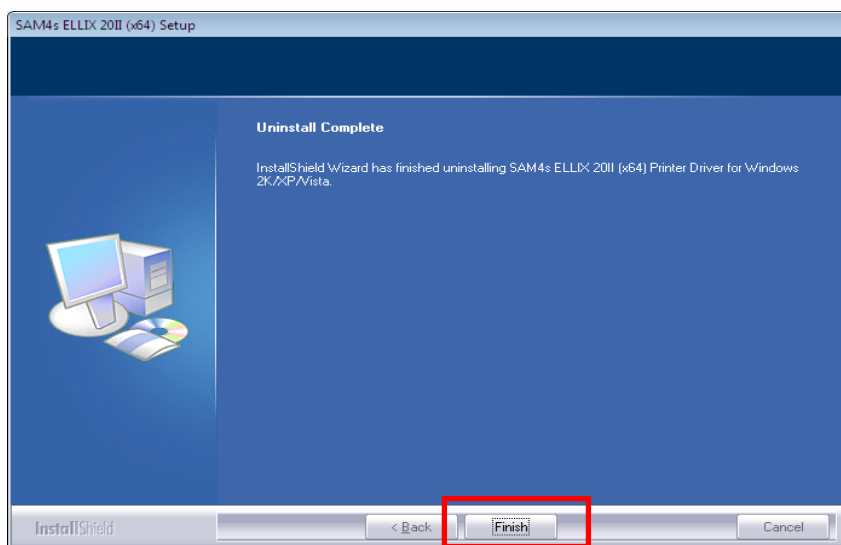 SAM4s ELLIX 20II (x64) Setup
Uninstall Complete
InstallShield Wizard has finished uninstalling SAM4s ELLIX 20II (x64) Printer Driver for Windows
2K/XP/Vista.
InstallShield
< Back
Finish
Cancel